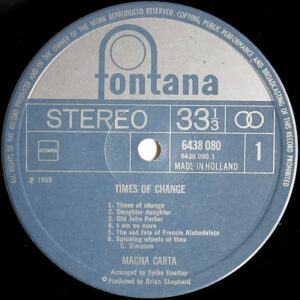 ALL RIGHTS OF THE RECORD PRODUCER AND OF THE OWNER OF THE WORK REPRODUCED RESERVED. COPYING, PUBLIC PERFORMANCE AND BROADCASTING OF THIS RECORD PROHIBITED
fontana
STEREO 33 1/3
STEMRA
6438 080
6438 080.1
MADE IN HOLLAND
1
℗ 1969
TIMES OF CHANGE
1. Times of change
2. Daughter daughter
3. Old John Parker
4. I am no more
5. The sad fate of Francis Alabadalejo
6. Spinning wheels of time
C. Simpson
MAGNA CARTA
Arranged by Spike Heatley
Produced by Brian Shepherd